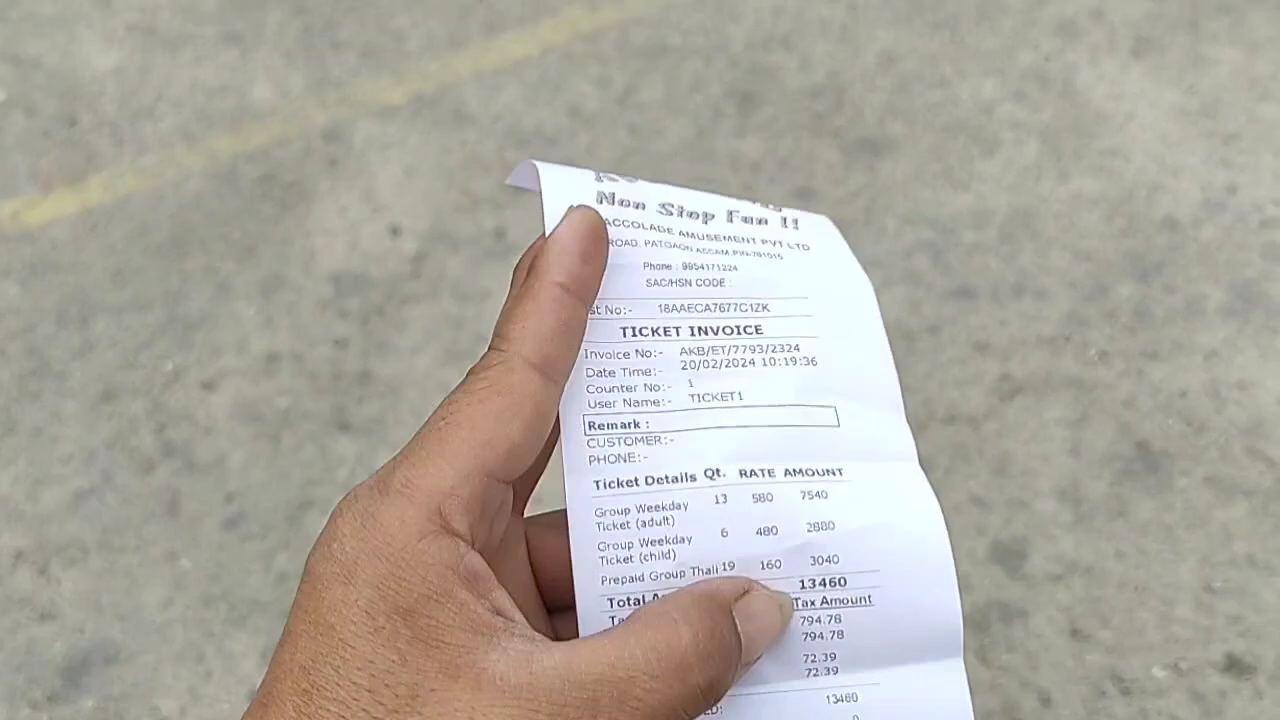 Non Stop Fun !!
ACCOLADE AMUSEMENT PVT LTD
ROAD, PATGAON ASSAM,PIN-781015
Phone : 9954171224
SAC/HSN CODE :
st No:- 18AAECA7677C1ZK
TICKET INVOICE
Invoice No:- AKB/ET/7793/2324
Date Time:- 20/02/2024 10:19:36
Counter No:- 1
User Name:- TICKET1
Remark :
CUSTOMER:-
PHONE:-
Ticket Details Qt. RATE AMOUNT
Group Weekday 13 580 7540
Ticket (adult)
Group Weekday 6 480 2880
Ticket (child)
Prepaid Group Thali 19 160 3040
Total 13460
Tax Amount
794.78
794.78
72.39
72.39
13460